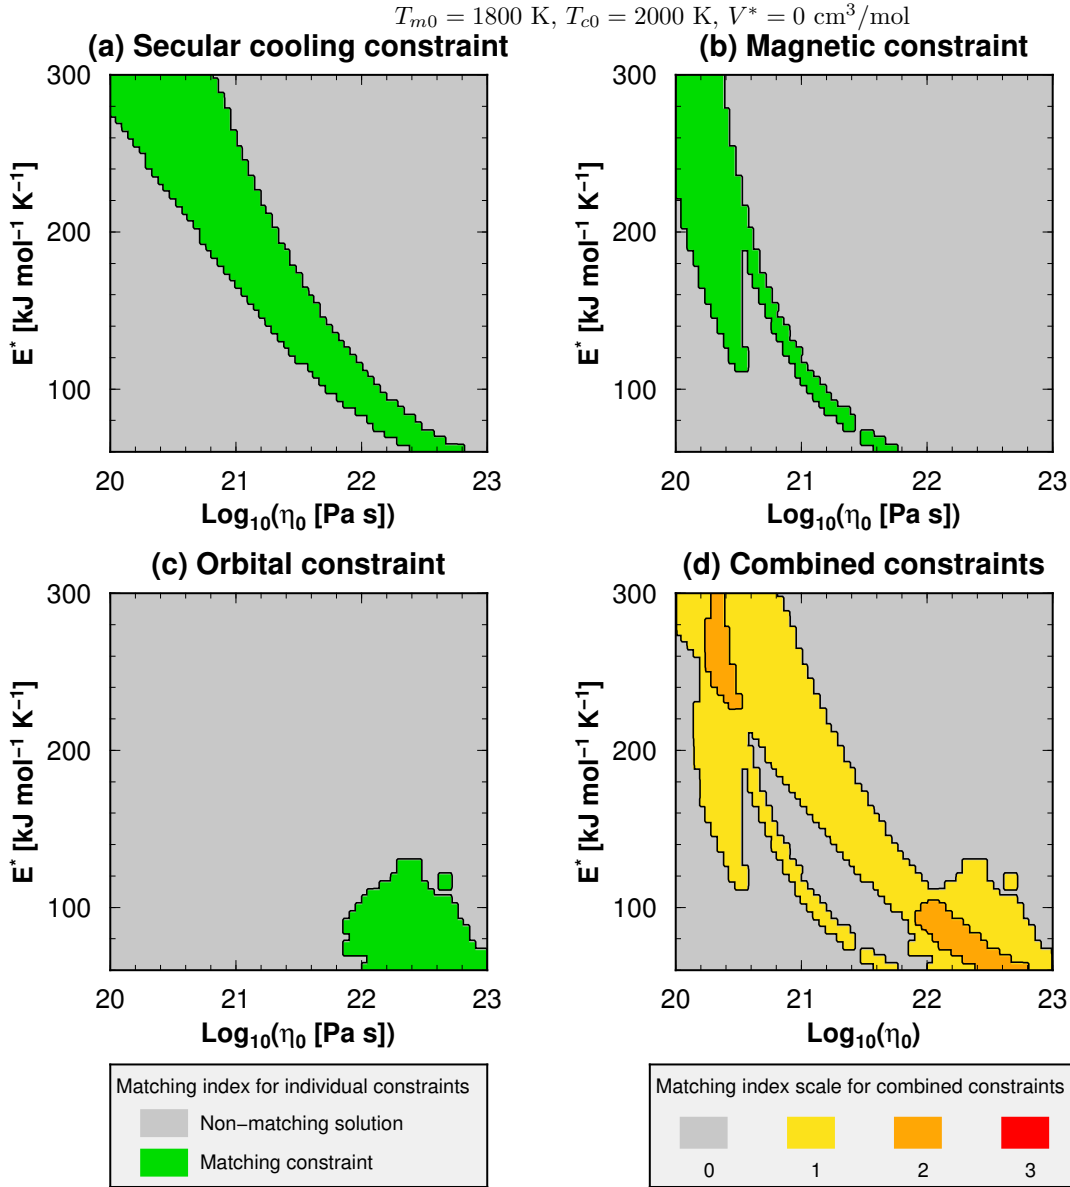 T_{m0} = 1800 K, T_{c0} = 2000 K, V* = 0 cm³/mol
(a) Secular cooling constraint
300
200
100
E* [kJ mol⁻¹ K⁻¹]
20 21 22 23
Log₁₀(η₀ [Pa s])
(b) Magnetic constraint
300
200
100
E* [kJ mol⁻¹ K⁻¹]
20 21 22 23
Log₁₀(η₀ [Pa s])
(c) Orbital constraint
300
200
100
E* [kJ mol⁻¹ K⁻¹]
20 21 22 23
Log₁₀(η₀ [Pa s])
(d) Combined constraints
300
200
100
E* [kJ mol⁻¹ K⁻¹]
20 21 22 23
Log₁₀(η₀)
Matching index for individual constraints
Non−matching solution
Matching constraint
Matching index scale for combined constraints
0 1 2 3